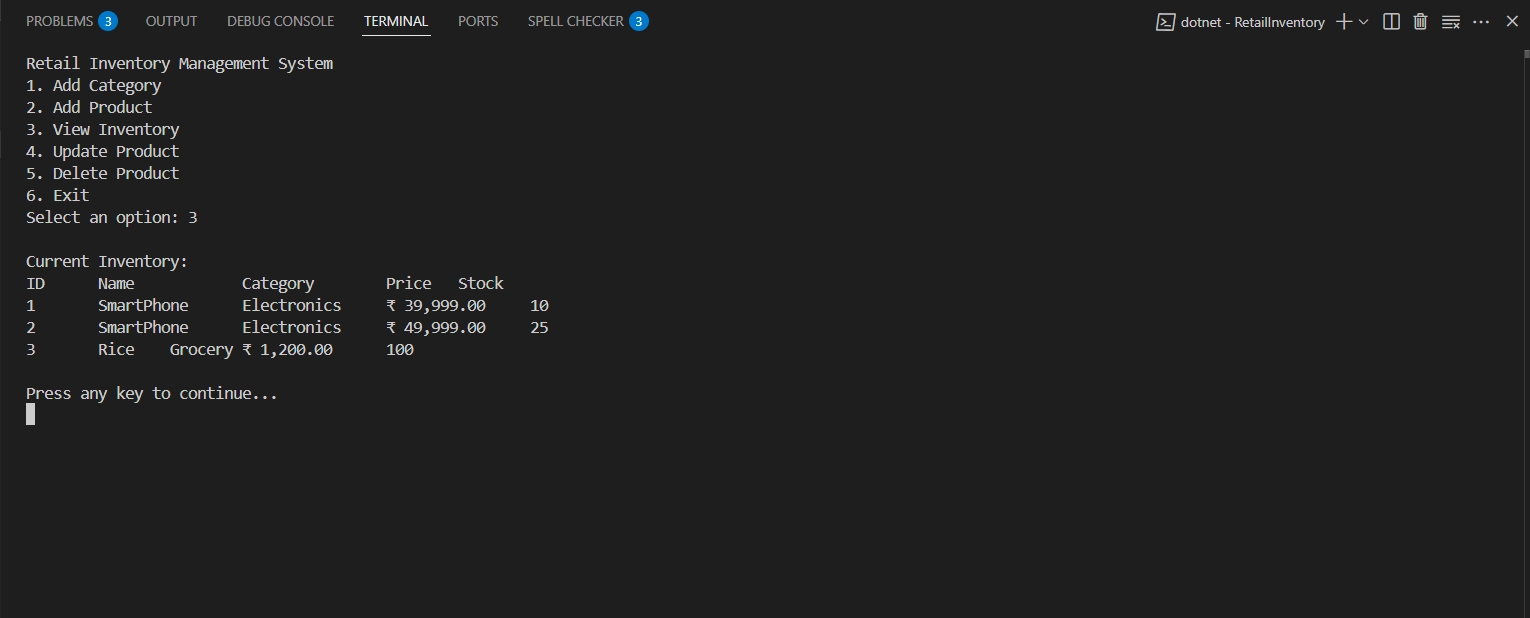 PROBLEMS 3 OUTPUT DEBUG CONSOLE TERMINAL PORTS SPELL CHECKER 3 dotnet - RetailInventory
Retail Inventory Management System
1. Add Category
2. Add Product
3. View Inventory
4. Update Product
5. Delete Product
6. Exit
Select an option: 3
Current Inventory:
ID Name Category Price Stock
1 SmartPhone Electronics ₹ 39,999.00 10
2 SmartPhone Electronics ₹ 49,999.00 25
3 Rice Grocery ₹ 1,200.00 100
Press any key to continue...